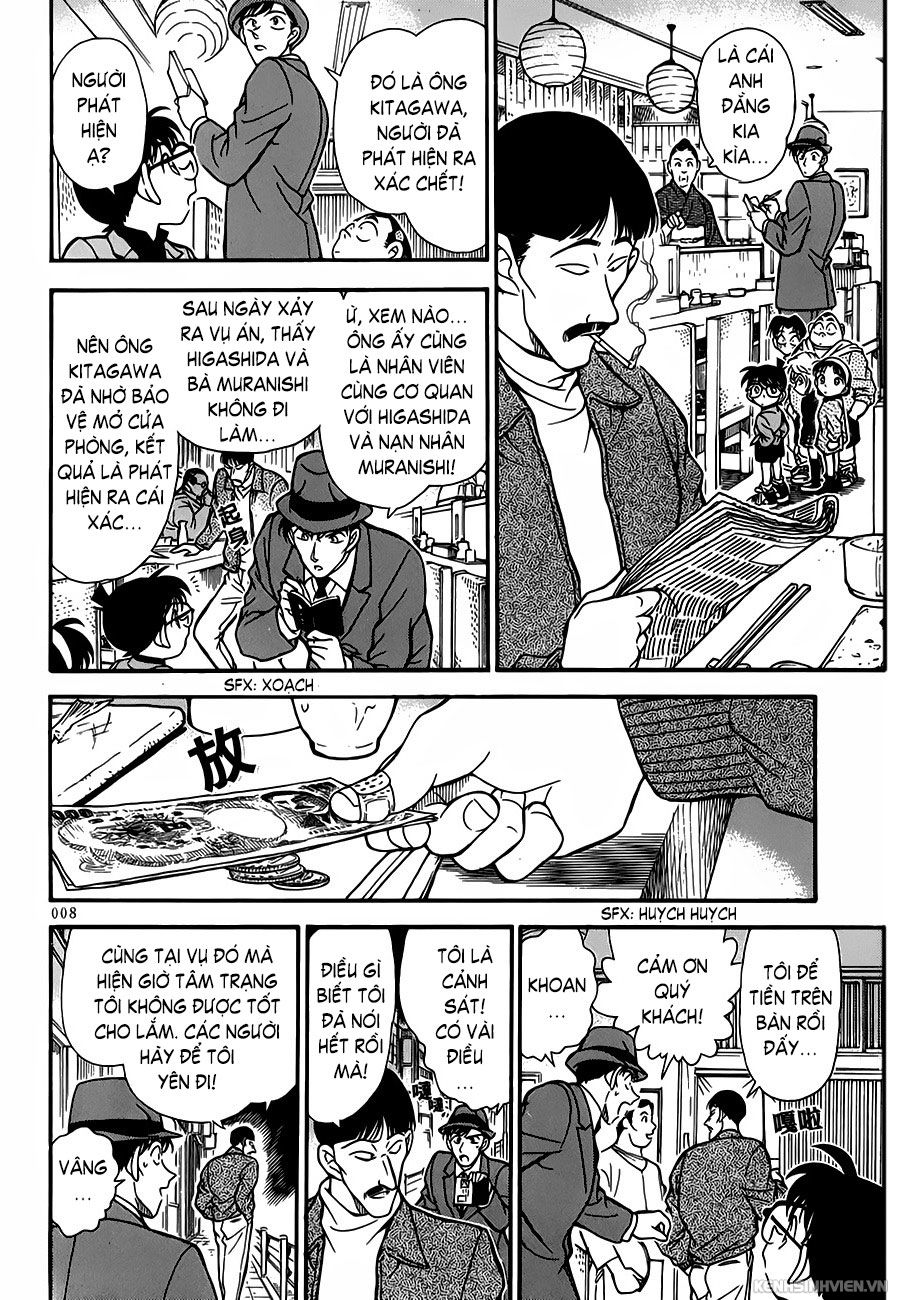 LÀ CÁI
ANH
ĐẰNG
KIA
KÌA...
ĐÓ LÀ ÔNG
KITAGAWA,
NGƯỜI ĐÃ
PHÁT HIỆN RA
XÁC CHẾT!
NGƯỜI
PHÁT
HIỆN
Ạ?
Ừ, XEM NÀO...
ÔNG ẤY CŨNG
LÀ NHÂN VIÊN
CÙNG CƠ QUAN
VỚI HIGASHIDA
VÀ NẠN NHÂN
MURANISHI!
SAU NGÀY XẢY
RA VỤ ÁN, THẤY
HIGASHIDA VÀ
BÀ MURANISHI
KHÔNG ĐI
LÀM...
NÊN ÔNG
KITAGAWA
ĐÃ NHỜ BẢO
VỆ MỞ CỬA
PHÒNG, KẾT
QUẢ LÀ PHÁT
HIỆN RA CÁI
XÁC...
起身
SFX: XOẠCH
放
000
008
SFX: HUỴCH HUỴCH
TÔI ĐỂ
TIỀN TRÊN
BÀN RỒI
ĐẤY...
CẢM ƠN
QUÝ
KHÁCH!
KHOAN
...
嘎啦
TÔI LÀ
CẢNH
SÁT!
CÓ VÀI
ĐIỀU...
ĐIỀU GÌ
BIẾT TÔI
ĐÃ NÓI
HẾT RỒI
MÀ!
CŨNG TẠI VỤ ĐÓ MÀ
HIỆN GIỜ TÂM TRẠNG
TÔI KHÔNG ĐƯỢC TỐT
CHO LẮM. CÁC NGƯỜI
HÃY ĐỂ TÔI
YÊN ĐI!
VÂNG
...
KENHSINHVIEN.VN